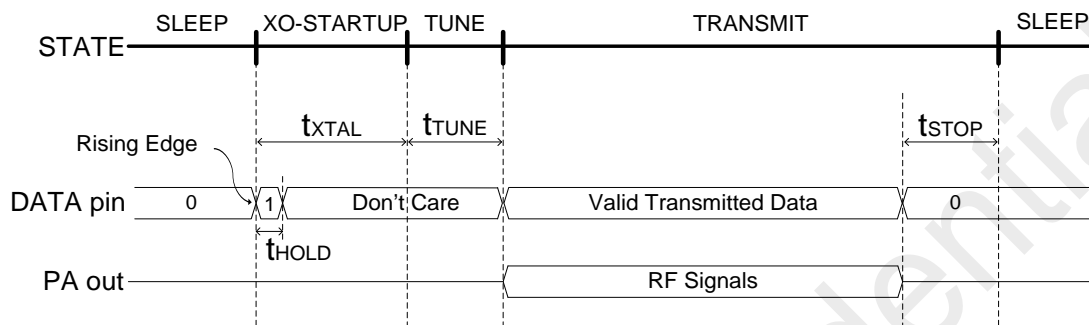 SLEEP XO-STARTUP TUNE TRANSMIT SLEEP
STATE
tXTAL tTUNE tSTOP
Rising Edge
DATA pin 0 1 Don't Care Valid Transmitted Data 0
tHOLD
PA out RF Signals